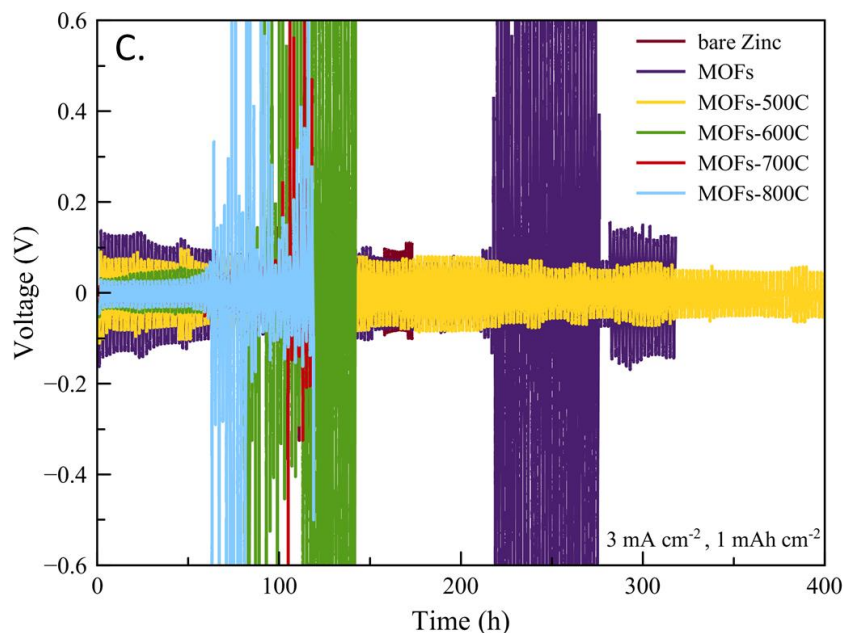 C.
bare Zinc
MOFs
MOFs-500C
MOFs-600C
MOFs-700C
MOFs-800C
3 mA cm⁻² , 1 mAh cm⁻²
Voltage (V)
0.6
0.4
0.2
0
−0.2
−0.4
−0.6
0 100 200 300 400
Time (h)